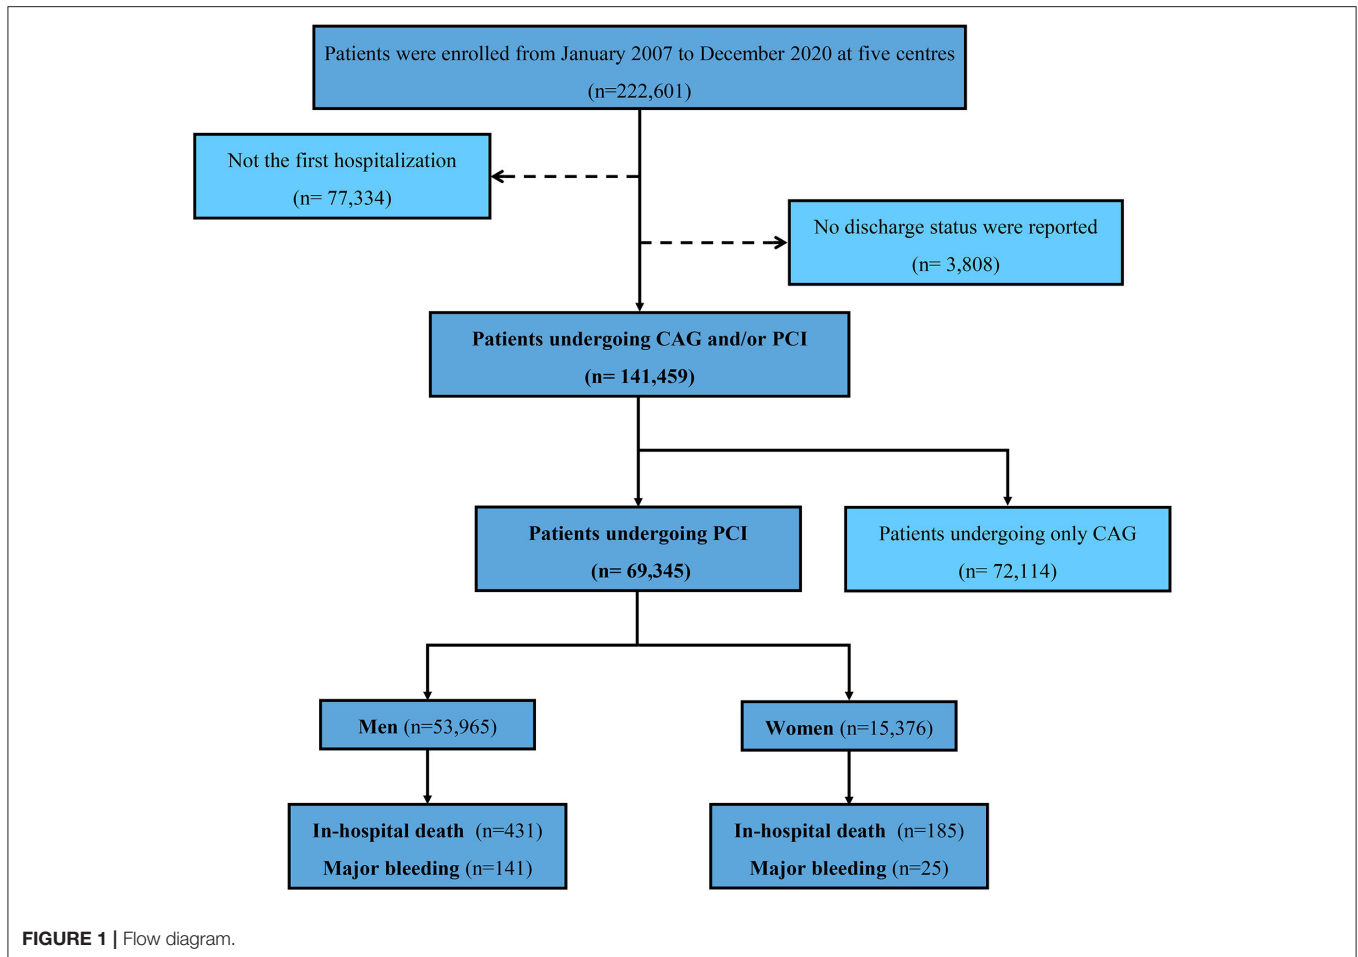 Patients were enrolled from January 2007 to December 2020 at five centres
(n=222,601)
Not the first hospitalization
(n= 77,334)
No discharge status were reported
(n= 3,808)
Patients undergoing CAG and/or PCI
(n= 141,459)
Patients undergoing PCI
(n= 69,345)
Patients undergoing only CAG
(n= 72,114)
Men (n=53,965)
Women (n=15,376)
In-hospital death (n=431)
Major bleeding (n=141)
In-hospital death (n=185)
Major bleeding (n=25)
FIGURE 1 | Flow diagram.